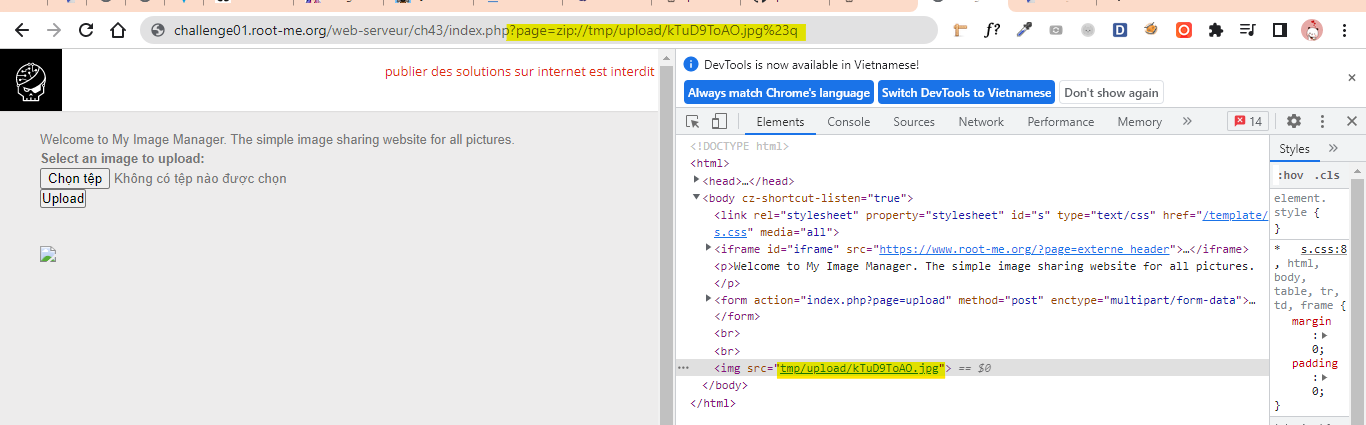 challenge01.root-me.org/web-serveur/ch43/index.php?page=zip://tmp/upload/kTuD9ToAO.jpg%23q
f?
D
publier des solutions sur internet est interdit
Welcome to My Image Manager. The simple image sharing website for all pictures.
Select an image to upload:
Chọn tệp Không có tệp nào được chọn
Upload
DevTools is now available in Vietnamese!
Always match Chrome's language Switch DevTools to Vietnamese Don't show again
Elements Console Sources Network Performance Memory » 14
<!DOCTYPE html>
<html>
<head>…</head>
<body cz-shortcut-listen="true">
<link rel="stylesheet" property="stylesheet" id="s" type="text/css" href="/template/
s.css" media="all">
<iframe id="iframe" src="https://www.root-me.org/?page=externe_header">…</iframe>
<p>Welcome to My Image Manager. The simple image sharing website for all pictures.
</p>
<form action="index.php?page=upload" method="post" enctype="multipart/form-data">…
</form>
<br>
<br>
<img src="tmp/upload/kTuD9ToAO.jpg"> == $0
</body>
</html>
Styles »
:hov .cls
element.
style {
}
* s.css:8
, html,
body,
table, tr,
td, frame {
margin
: 0;
padding
: 0;
}